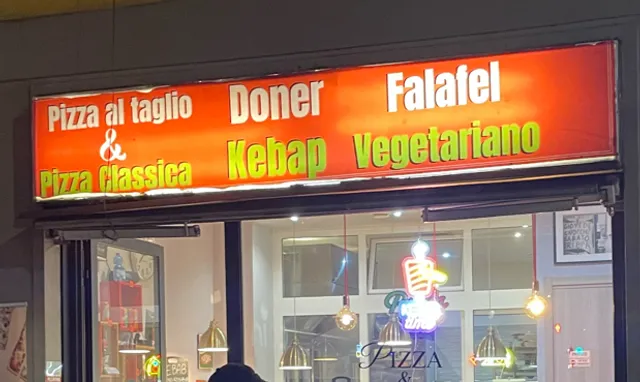 Pizza al taglio
&
Pizza Classica
Doner
Kebap
Falafel
Vegetariano
PIZZA
&